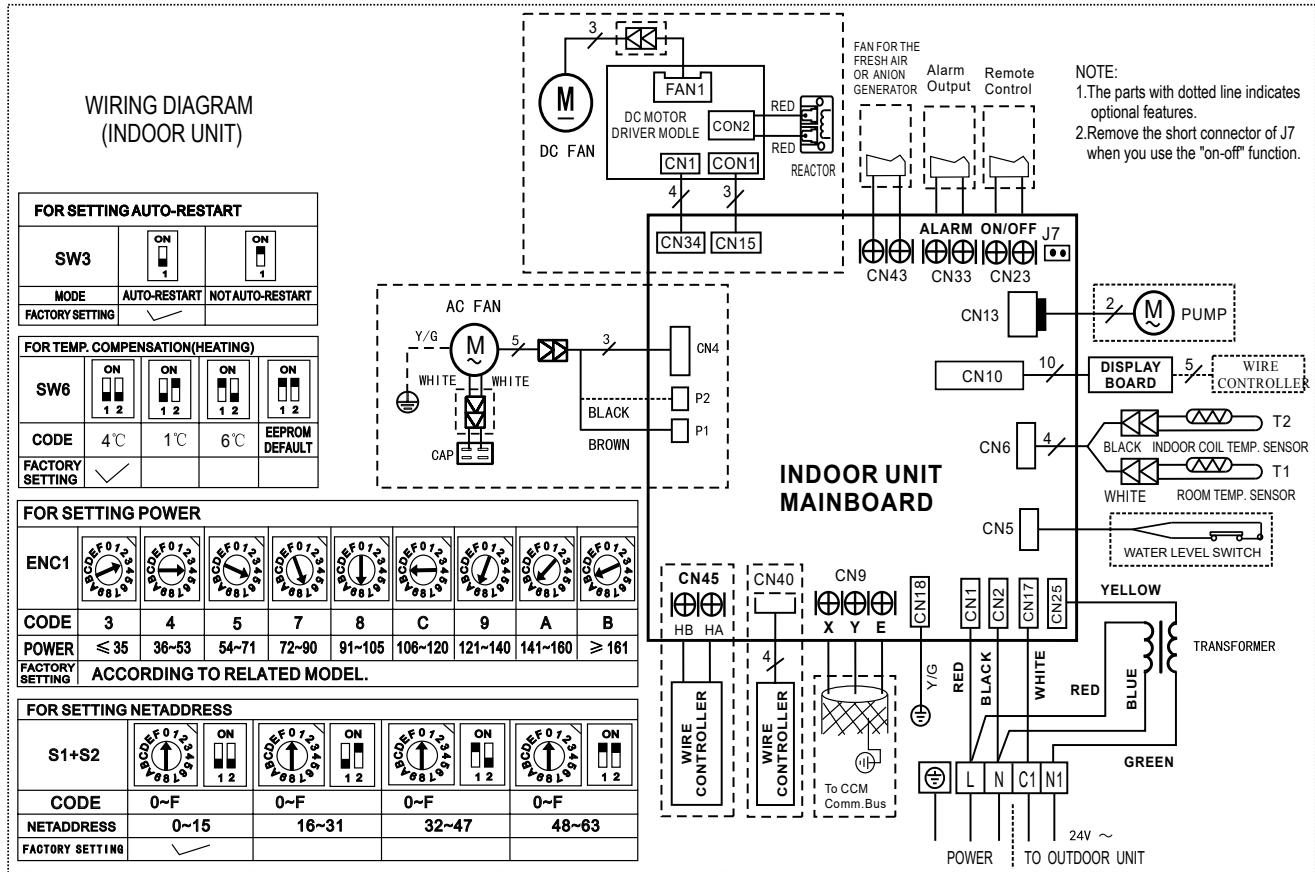 WIRING DIAGRAM
(INDOOR UNIT)
FOR SETTING AUTO-RESTART
SW3
ON
1
ON
1
MODE AUTO-RESTART NOT AUTO-RESTART
FACTORY SETTING
FOR TEMP. COMPENSATION(HEATING)
SW6
ON
1 2
ON
1 2
ON
1 2
ON
1 2
CODE 4℃ 1℃ 6℃ EEPROM DEFAULT
FACTORY SETTING
FOR SETTING POWER
ENC1
CODE 3 4 5 7 8 C 9 A B
POWER ≤ 35 36~53 54~71 72~90 91~105 106~120 121~140 141~160 ≥ 161
FACTORY SETTING ACCORDING TO RELATED MODEL.
FOR SETTING NETADDRESS
S1+S2
ON
1 2
ON
1 2
ON
1 2
ON
1 2
CODE 0~F 0~F 0~F 0~F
NETADDRESS 0~15 16~31 32~47 48~63
FACTORY SETTING
3
M
DC FAN
FAN1
DC MOTOR
DRIVER MODLE
CON2
RED
RED
REACTOR
CN1
CON1
4
3
CN34
CN15
FAN FOR THE
FRESH AIR
OR ANION
GENERATOR
Alarm
Output
Remote
Control
NOTE:
1.The parts with dotted line indicates
optional features.
2.Remove the short connector of J7
when you use the "on-off" function.
ALARM ON/OFF
J7
CN43
CN33
CN23
AC FAN
Y/G
M
~
5
3
CN4
WHITE
WHITE
CAP
BLACK
P2
BROWN
P1
INDOOR UNIT
MAINBOARD
CN13
2
M
~
PUMP
CN10
10
DISPLAY
BOARD
5
WIRE
CONTROLLER
CN6
4
T2
BLACK INDOOR COIL TEMP. SENSOR
T1
WHITE ROOM TEMP. SENSOR
CN5
WATER LEVEL SWITCH
CN45
HB HA
WIRE
CONTROLLER
CN40
4
WIRE
CONTROLLER
CN9
X Y E
To CCM
Comm.Bus
CN18
Y/G
CN1
CN2
CN17
CN25
RED
BLACK
WHITE
YELLOW
RED
BLUE
TRANSFORMER
GREEN
L N C1 N1
24V ~
POWER
TO OUTDOOR UNIT